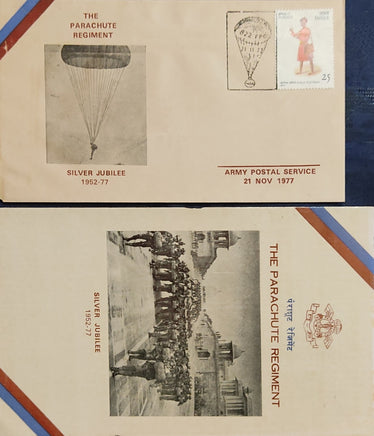 THE
PARACHUTE
REGIMENT
SILVER JUBILEE
1952-77
25
ARMY POSTAL SERVICE
21 NOV 1977
पैराशूट रेजिमेंट
THE PARACHUTE REGIMENT
SILVER JUBILEE
1952-77